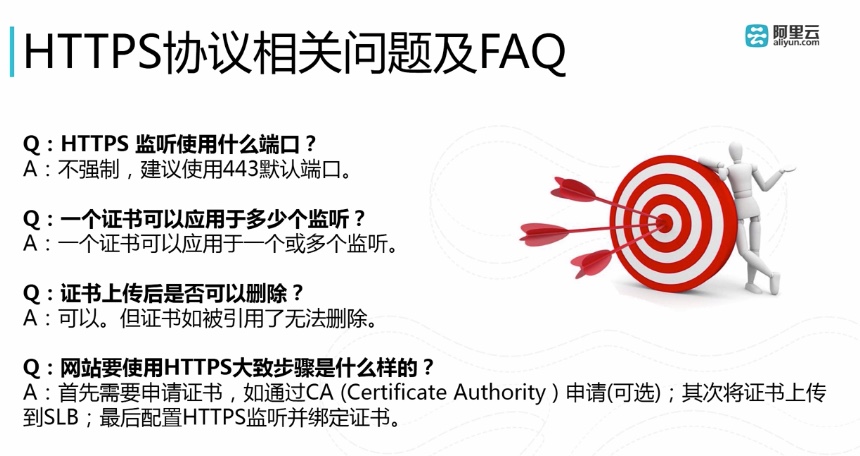 HTTPS协议相关问题及FAQ
阿里云
aliyun.com
Q：HTTPS 监听使用什么端口？
A：不强制，建议使用443默认端口。
Q：一个证书可以应用于多少个监听？
A：一个证书可以应用于一个或多个监听。
Q：证书上传后是否可以删除？
A：可以。但证书如被引用了无法删除。
Q：网站要使用HTTPS大致步骤是什么样的？
A：首先需要申请证书，如通过CA (Certificate Authority ) 申请(可选)；其次将证书上传
到SLB；最后配置HTTPS监听并绑定证书。